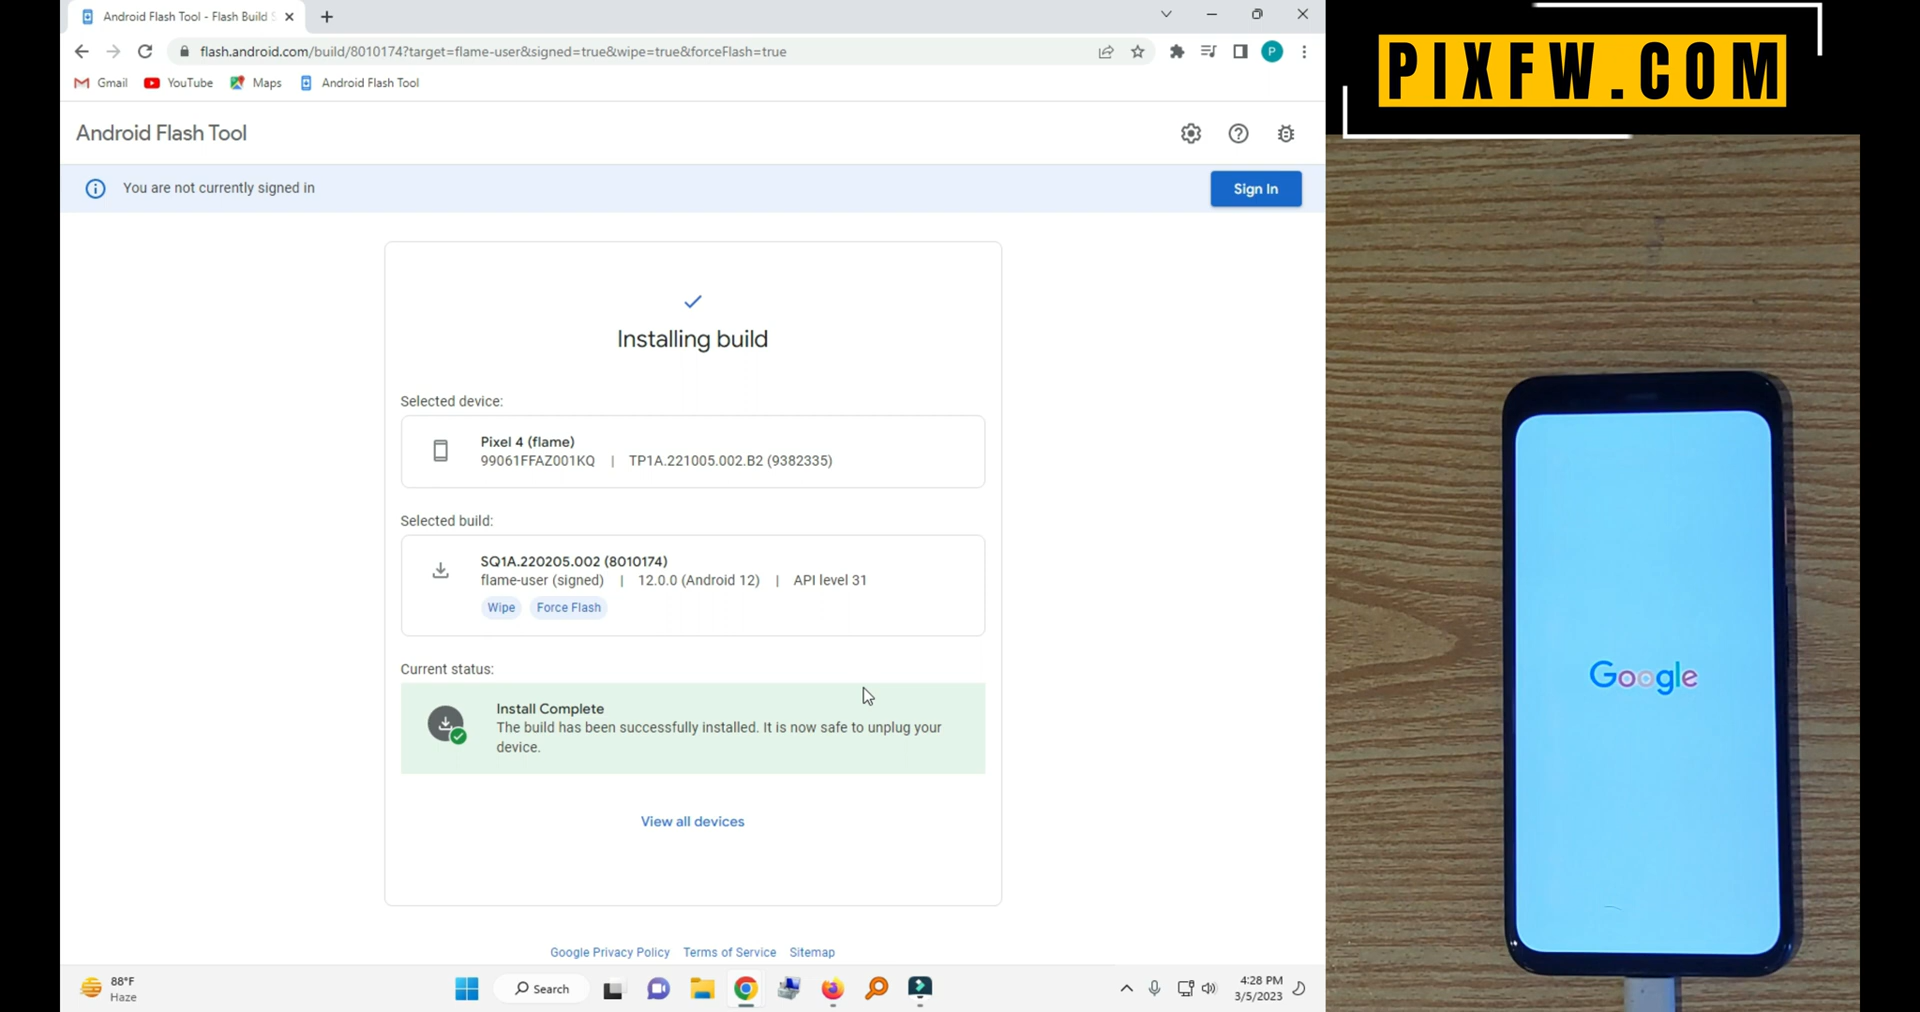 Android Flash Tool - Flash Build S
flash.android.com/build/8010174?target=flame-user&signed=true&wipe=true&forceFlash=true
P
Gmail YouTube Maps Android Flash Tool
Android Flash Tool
You are not currently signed in
Sign In
Installing build
Selected device:
Pixel 4 (flame)
99061FFAZ001KQ | TP1A.221005.002.B2 (9382335)
Selected build:
SQ1A.220205.002 (8010174)
flame-user (signed) | 12.0.0 (Android 12) | API level 31
Wipe Force Flash
Current status:
Install Complete
The build has been successfully installed. It is now safe to unplug your
device.
View all devices
Google Privacy Policy Terms of Service Sitemap
88°F
Haze
Search
4:28 PM
3/5/2023
PIXFW.COM
Google